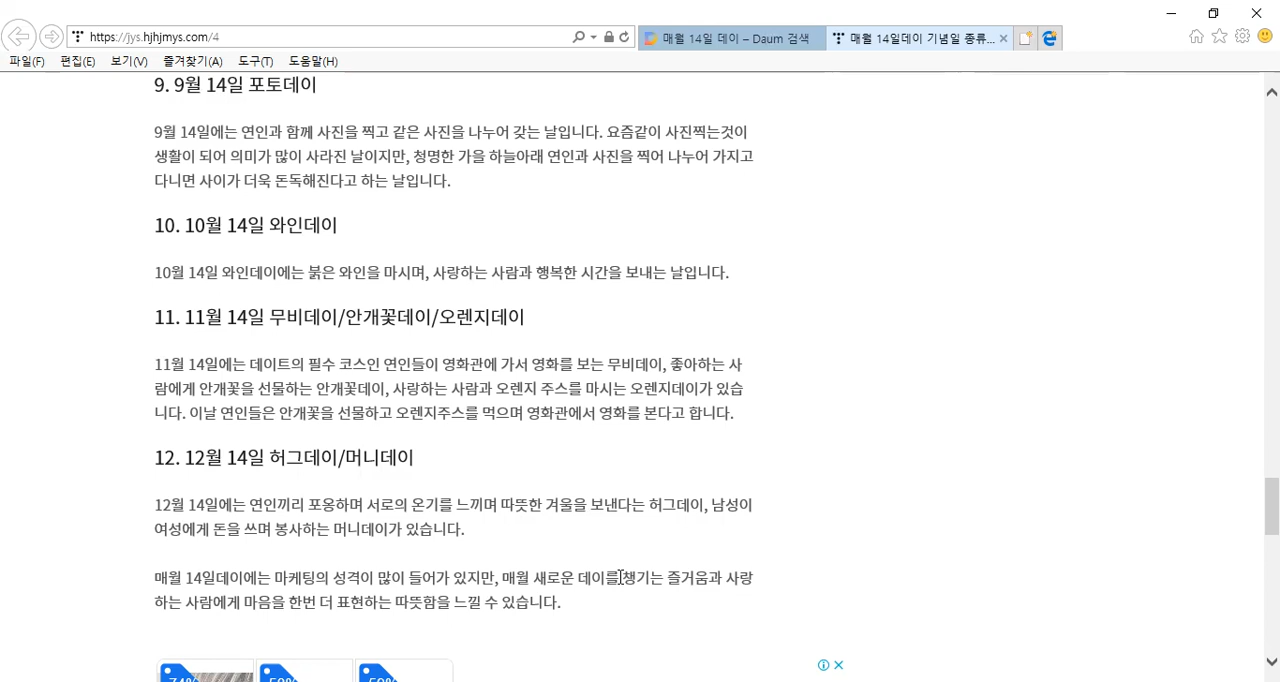 https://jys.hjhjmys.com/4
매월 14일 데이 – Daum 검색
매월 14일데이 기념일 종류...
파일(F) 편집(E) 보기(V) 즐겨찾기(A) 도구(T) 도움말(H)
9. 9월 14일 포토데이
9월 14일에는 연인과 함께 사진을 찍고 같은 사진을 나누어 갖는 날입니다. 요즘같이 사진찍는것이
생활이 되어 의미가 많이 사라진 날이지만, 청명한 가을 하늘아래 연인과 사진을 찍어 나누어 가지고
다니면 사이가 더욱 돈독해진다고 하는 날입니다.
10. 10월 14일 와인데이
10월 14일 와인데이에는 붉은 와인을 마시며, 사랑하는 사람과 행복한 시간을 보내는 날입니다.
11. 11월 14일 무비데이/안개꽃데이/오렌지데이
11월 14일에는 데이트의 필수 코스인 연인들이 영화관에 가서 영화를 보는 무비데이, 좋아하는 사
람에게 안개꽃을 선물하는 안개꽃데이, 사랑하는 사람과 오렌지 주스를 마시는 오렌지데이가 있습
니다. 이날 연인들은 안개꽃을 선물하고 오렌지주스를 먹으며 영화관에서 영화를 본다고 합니다.
12. 12월 14일 허그데이/머니데이
12월 14일에는 연인끼리 포옹하며 서로의 온기를 느끼며 따뜻한 겨울을 보낸다는 허그데이, 남성이
여성에게 돈을 쓰며 봉사하는 머니데이가 있습니다.
매월 14일데이에는 마케팅의 성격이 많이 들어가 있지만, 매월 새로운 데이를 챙기는 즐거움과 사랑
하는 사람에게 마음을 한번 더 표현하는 따뜻함을 느낄 수 있습니다.